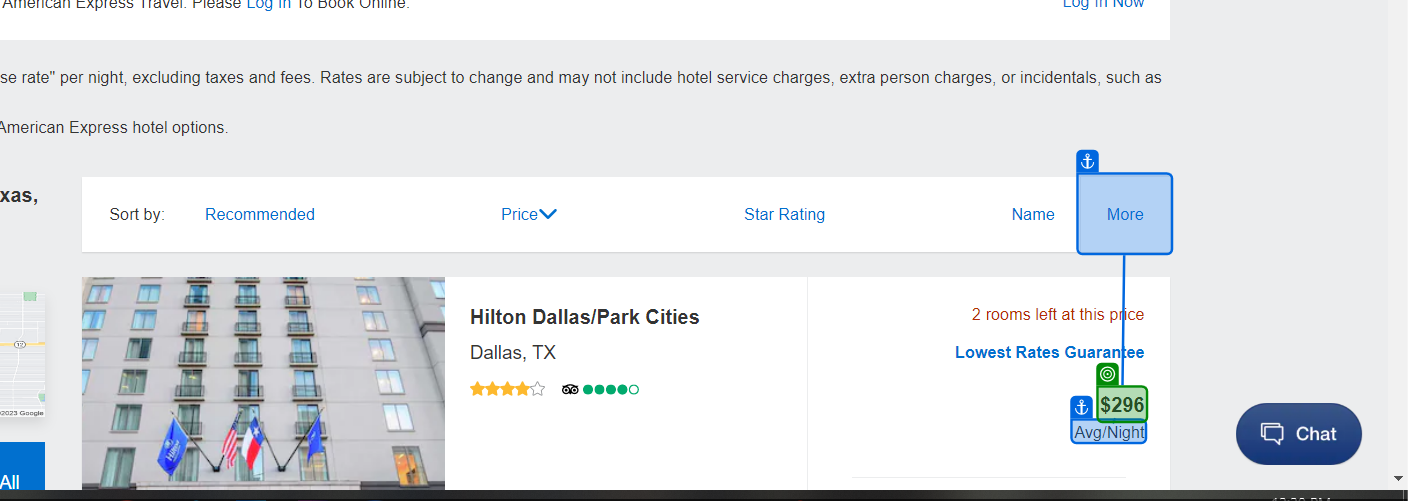 American Express Travel. Please Log In To Book Online.
Log In Now
se rate" per night, excluding taxes and fees. Rates are subject to change and may not include hotel service charges, extra person charges, or incidentals, such as
American Express hotel options.
xas,
Sort by: Recommended Price Star Rating Name More
Hilton Dallas/Park Cities
Dallas, TX
2 rooms left at this price
Lowest Rates Guarantee
$296
Avg/Night
12
2023 Google
All
Hilton
Chat